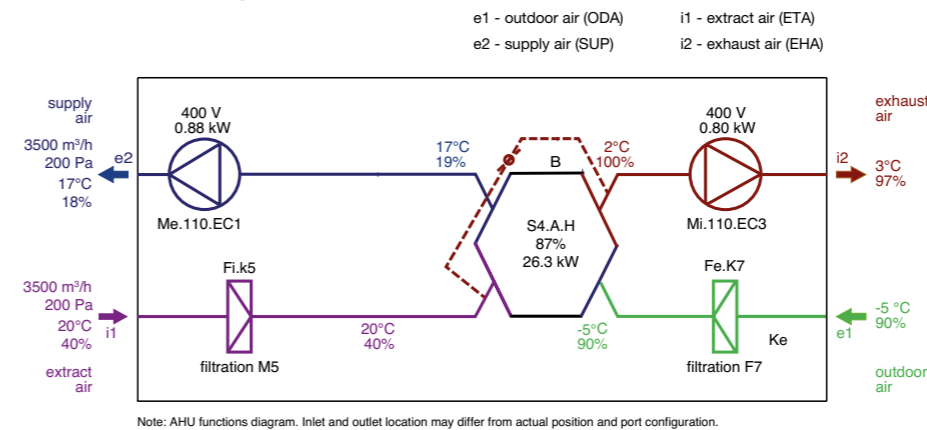 e1 - outdoor air (ODA)
i1 - extract air (ETA)
e2 - supply air (SUP)
i2 - exhaust air (EHA)
supply
air
3500 m³/h
200 Pa
17°C
18%
e2
400 V
0.88 kW
Me.110.EC1
17°C
19%
B
S4.A.H
87%
26.3 kW
2°C
100%
400 V
0.80 kW
Mi.110.EC3
exhaust
air
i2
3°C
97%
3500 m³/h
200 Pa
20°C
40%
i1
extract
air
Fi.k5
filtration M5
20°C
40%
-5°C
90%
Fe.K7
filtration F7
Ke
e1
-5 °C
90%
outdoor
air
Note: AHU functions diagram. Inlet and outlet location may differ from actual position and port configuration.